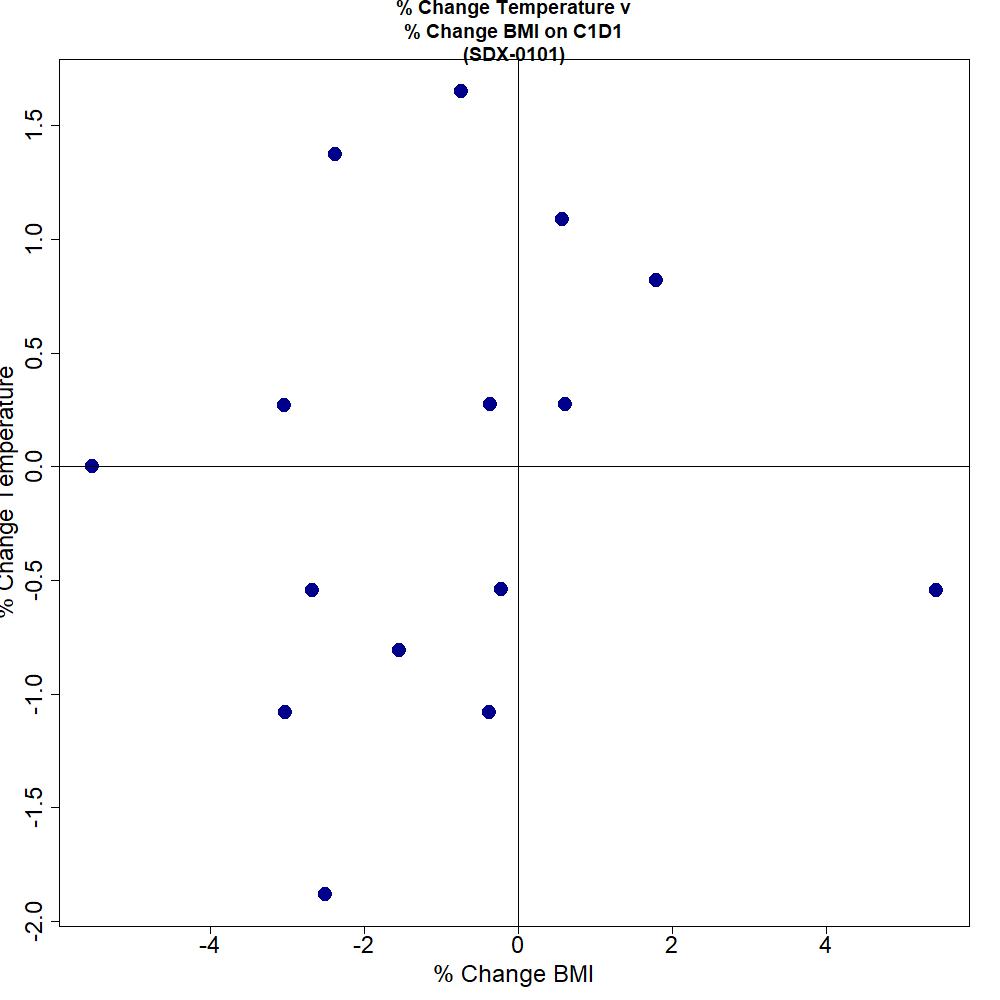 % Change Temperature v
% Change BMI on C1D1
(SDX-0101)
% Change Temperature
1.5
1.0
0.5
0.0
-0.5
-1.0
-1.5
-2.0
-4
-2
0
2
4
% Change BMI